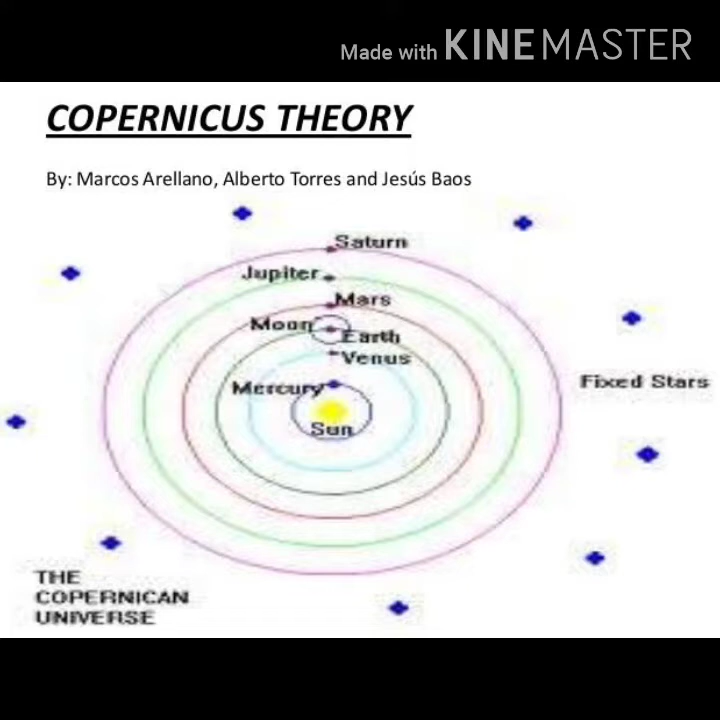 Made with KINEMASTER
COPERNICUS THEORY
By: Marcos Arellano, Alberto Torres and Jesús Baos
Saturn
Jupiter
Mars
Moon
Earth
Venus
Mercury
Fixed Stars
Sun
THE
COPERNICAN
UNIVERSE